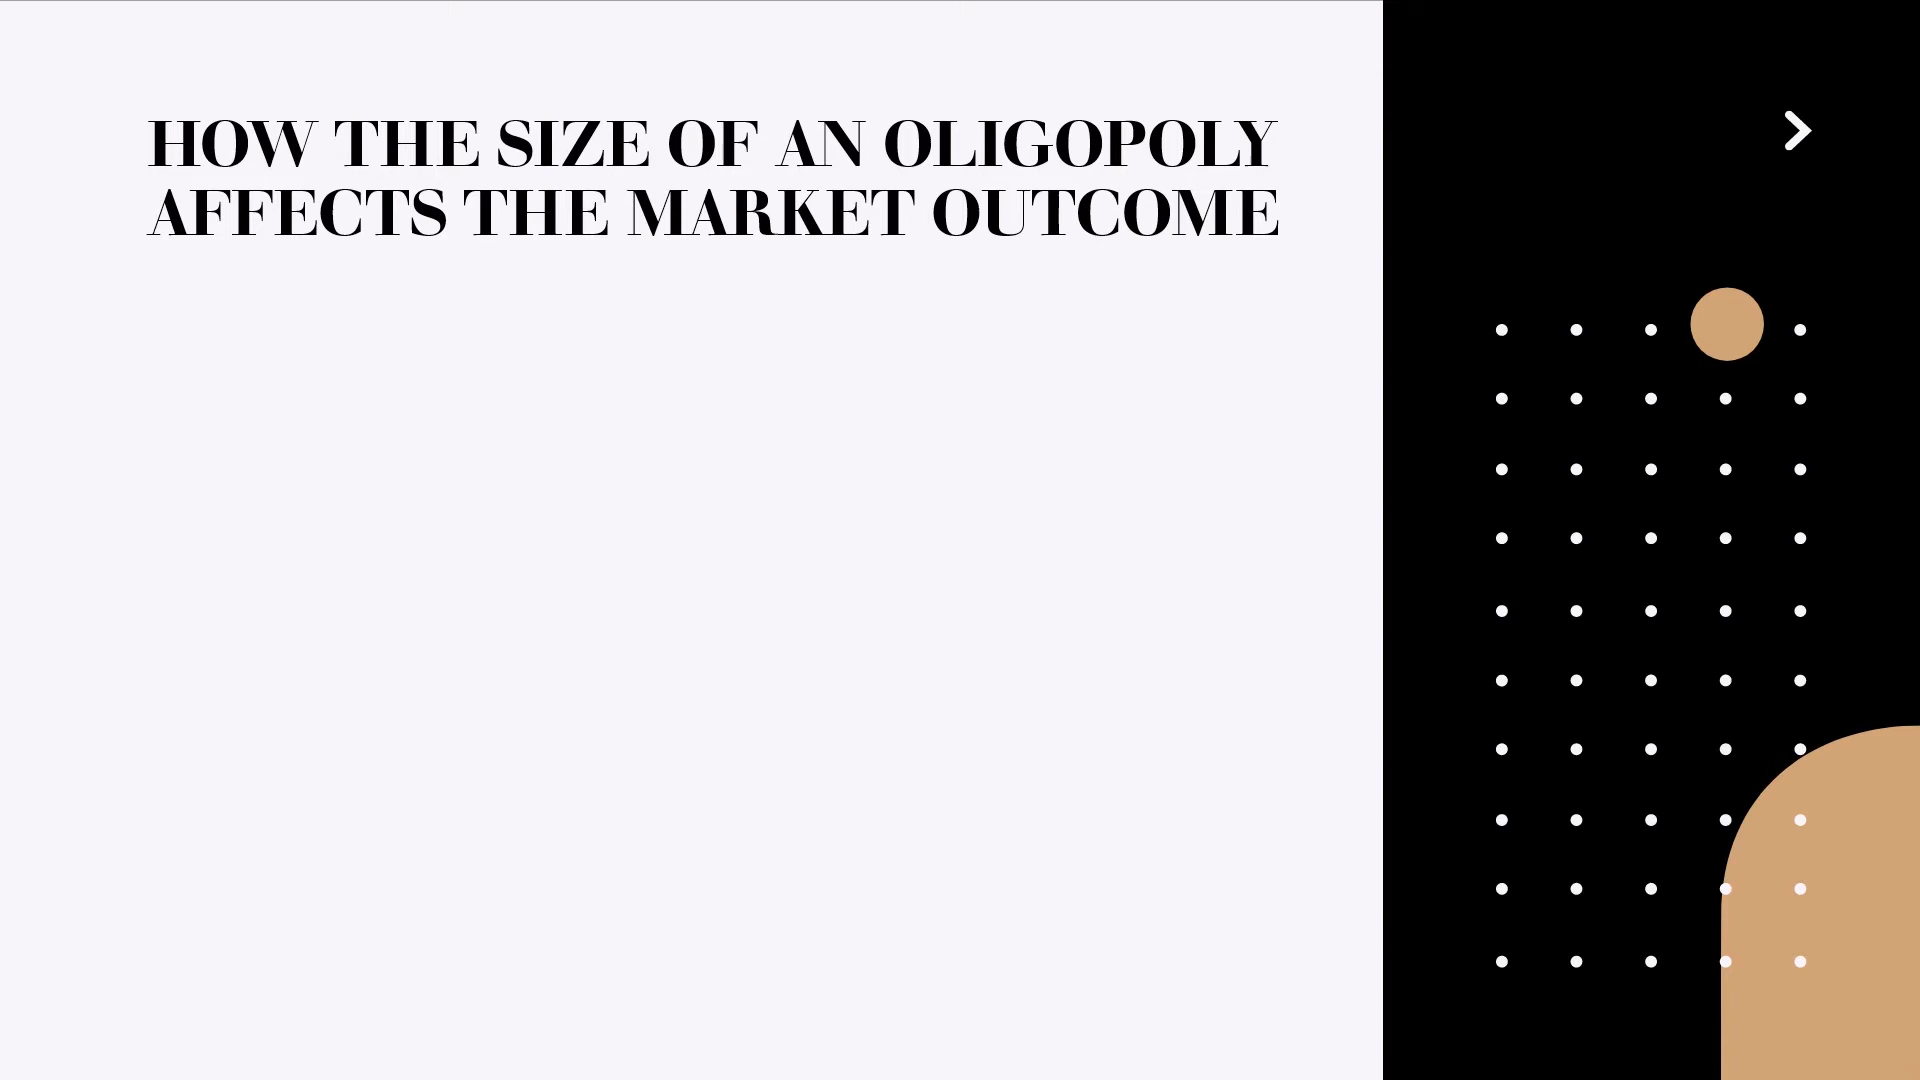 HOW THE SIZE OF AN OLIGOPOLY
AFFECTS THE MARKET OUTCOME